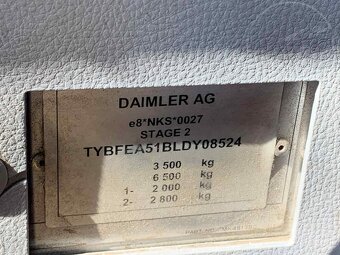 DAIMLER AG
e8*NKS*0027
STAGE 2
TYBFEA51BLDY08524
3 500 kg
6 500 kg
1- 2 000 kg
2- 2 800 kg